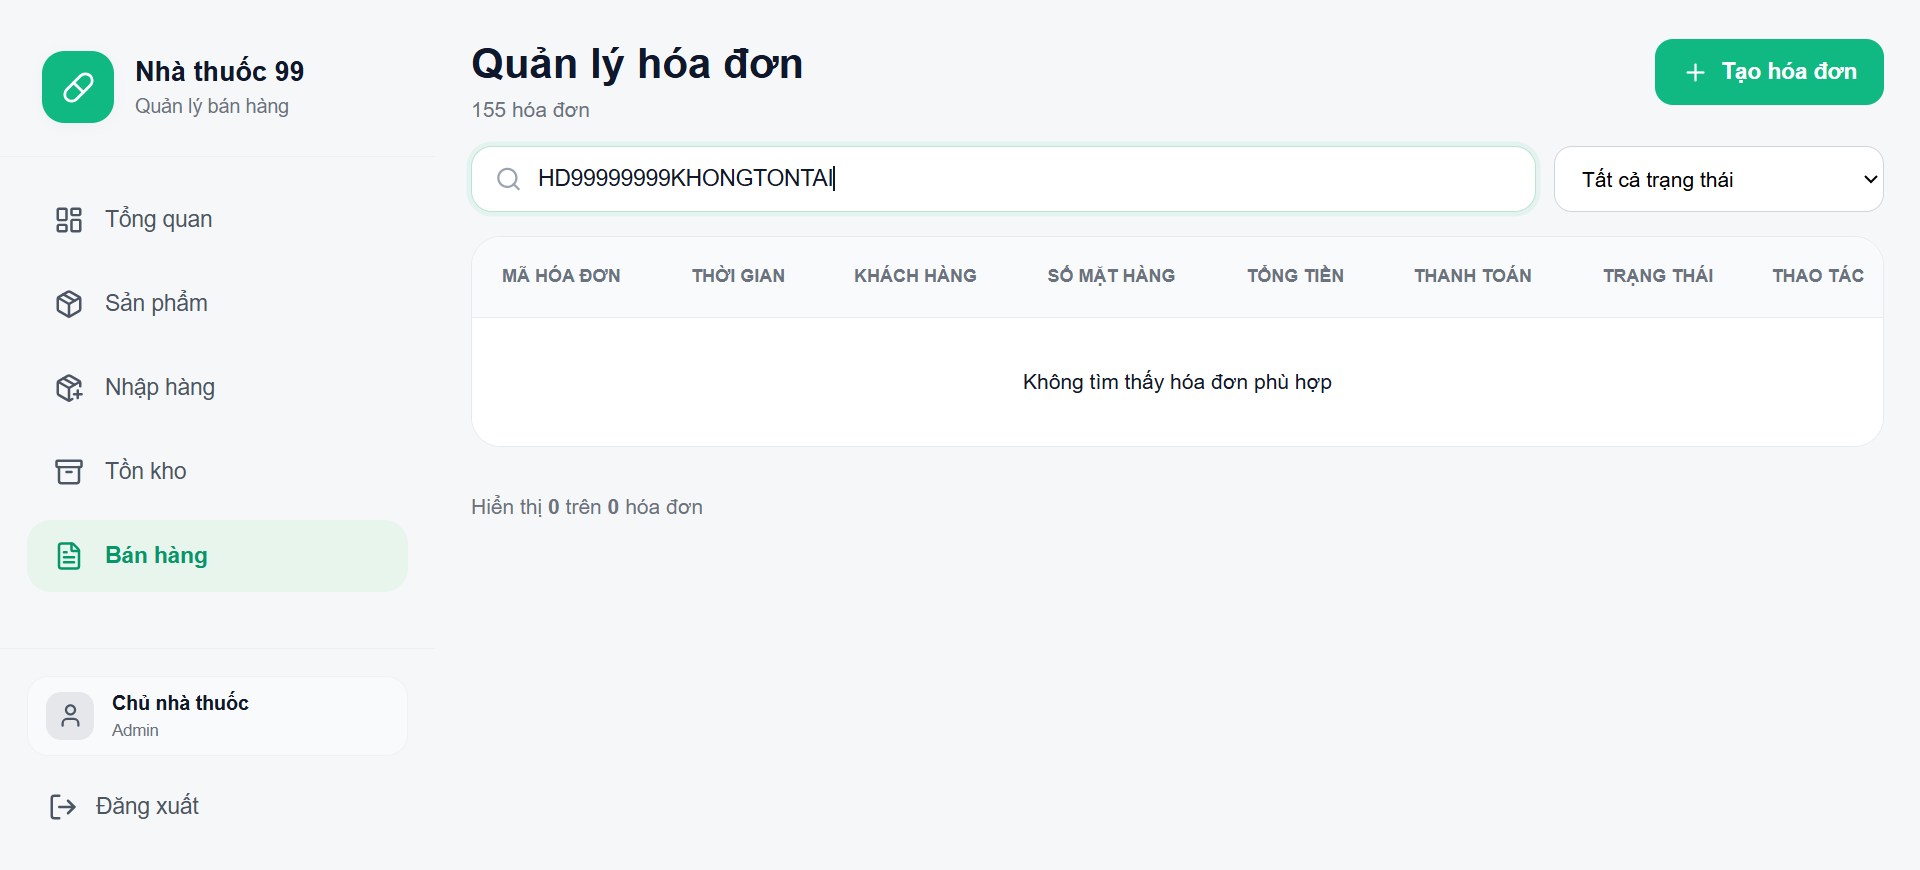 Nhà thuốc 99
Quản lý bán hàng
Tổng quan
Sản phẩm
Nhập hàng
Tồn kho
Bán hàng
Chủ nhà thuốc
Admin
Đăng xuất
Quản lý hóa đơn
155 hóa đơn
Tạo hóa đơn
HD99999999KHONGTONTAI
Tất cả trạng thái
MÃ HÓA ĐƠN THỜI GIAN KHÁCH HÀNG SỐ MẶT HÀNG TỔNG TIỀN THANH TOÁN TRẠNG THÁI THAO TÁC
Không tìm thấy hóa đơn phù hợp
Hiển thị 0 trên 0 hóa đơn